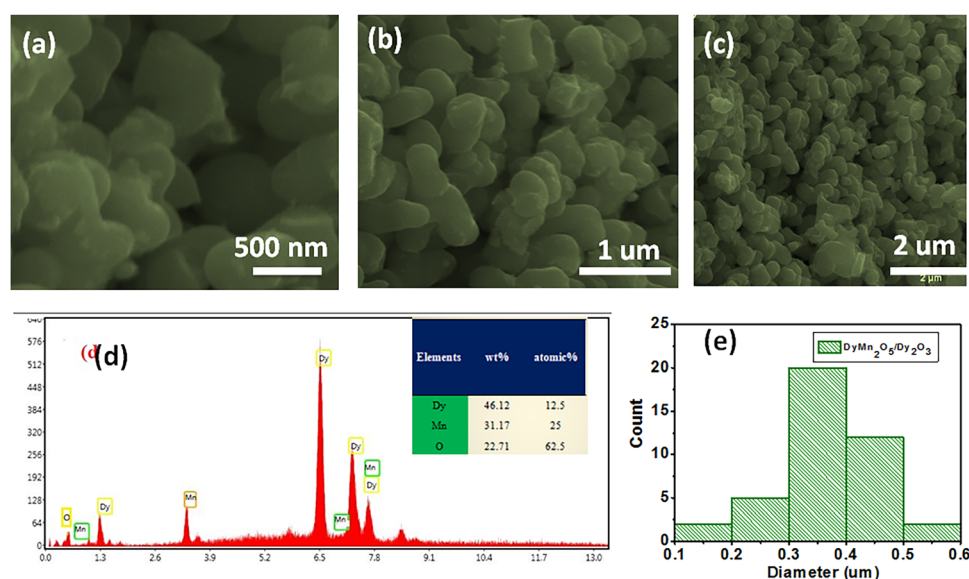 (a)
500 nm
(b)
1 um
(c)
2 um
2 μm
(d
(d)
640
576
512
448
384
320
256
192
128
64
0
0.0 1.3 2.6 3.9 5.2 6.5 7.8 9.1 10.4 11.7 13.0
O
Mn
Dy
Mn
Dy
Dy
Mn
Dy
Mn
Elements wt% atomic%
Dy 46.12 12.5
Mn 31.17 25
O 22.71 62.5
(e)
DyMn₂O₅/Dy₂O₃
Count
25
20
15
10
5
0
0.1 0.2 0.3 0.4 0.5 0.6
Diameter (um)